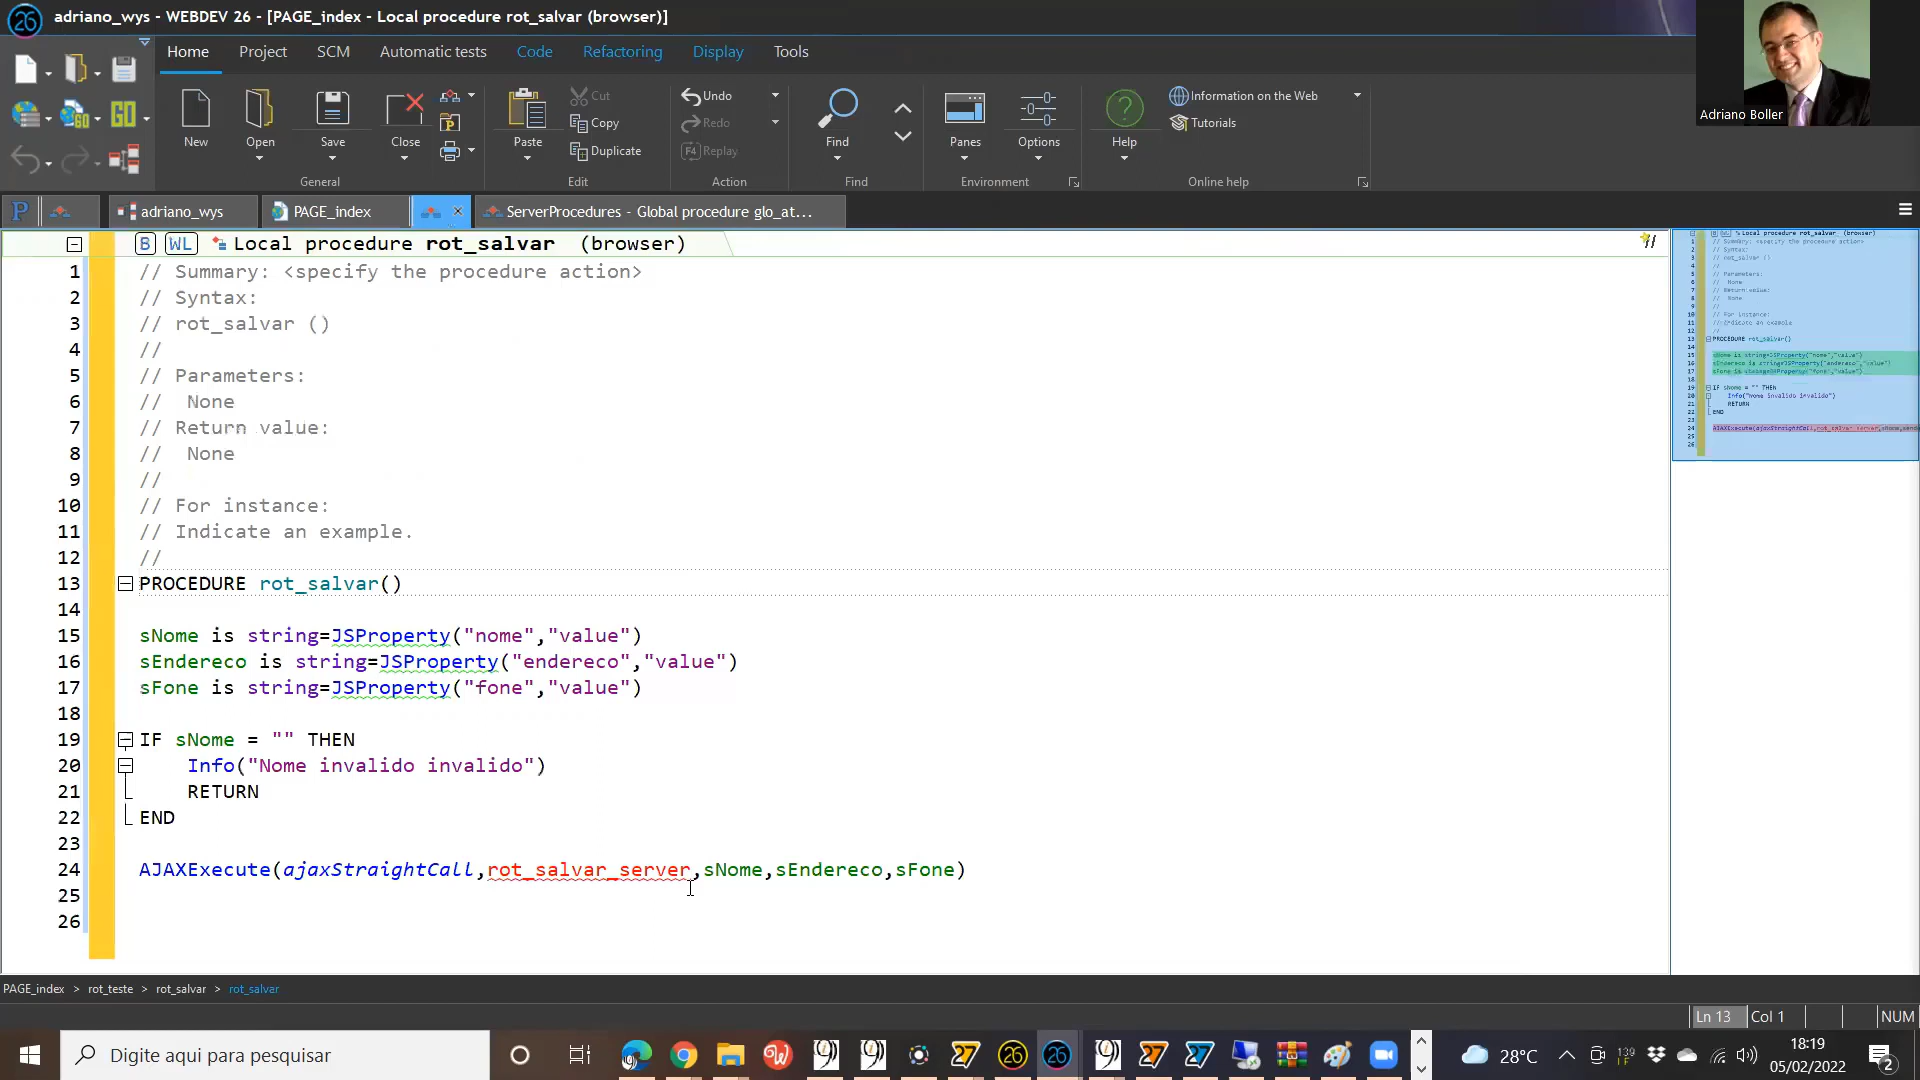 adriano_wys - WEBDEV 26 - [PAGE_index - Local procedure rot_salvar (browser)]
Home Project SCM Automatic tests Code Refactoring Display Tools
New Open Save Close Paste Cut Copy Duplicate Undo Redo Replay Find Panes Options Help Information on the Web Tutorials
General Edit Action Find Environment Online help
Adriano Boller
adriano_wys PAGE_index ServerProcedures - Global procedure glo_at...
B WL Local procedure rot_salvar (browser)
1 // Summary: <specify the procedure action>
2 // Syntax:
3 // rot_salvar ()
4 //
5 // Parameters:
6 // None
7 // Return value:
8 // None
9 //
10 // For instance:
11 // Indicate an example.
12 //
13 PROCEDURE rot_salvar()
14
15 sNome is string=JSProperty("nome","value")
16 sEndereco is string=JSProperty("endereco","value")
17 sFone is string=JSProperty("fone","value")
18
19 IF sNome = "" THEN
20 Info("Nome invalido invalido")
21 RETURN
22 END
23
24 AJAXExecute(ajaxStraightCall,rot_salvar_server,sNome,sEndereco,sFone)
25
26
PAGE_index > rot_teste > rot_salvar > rot_salvar
Ln 13 Col 1 NUM
Digite aqui para pesquisar
28°C
18:19
05/02/2022
2